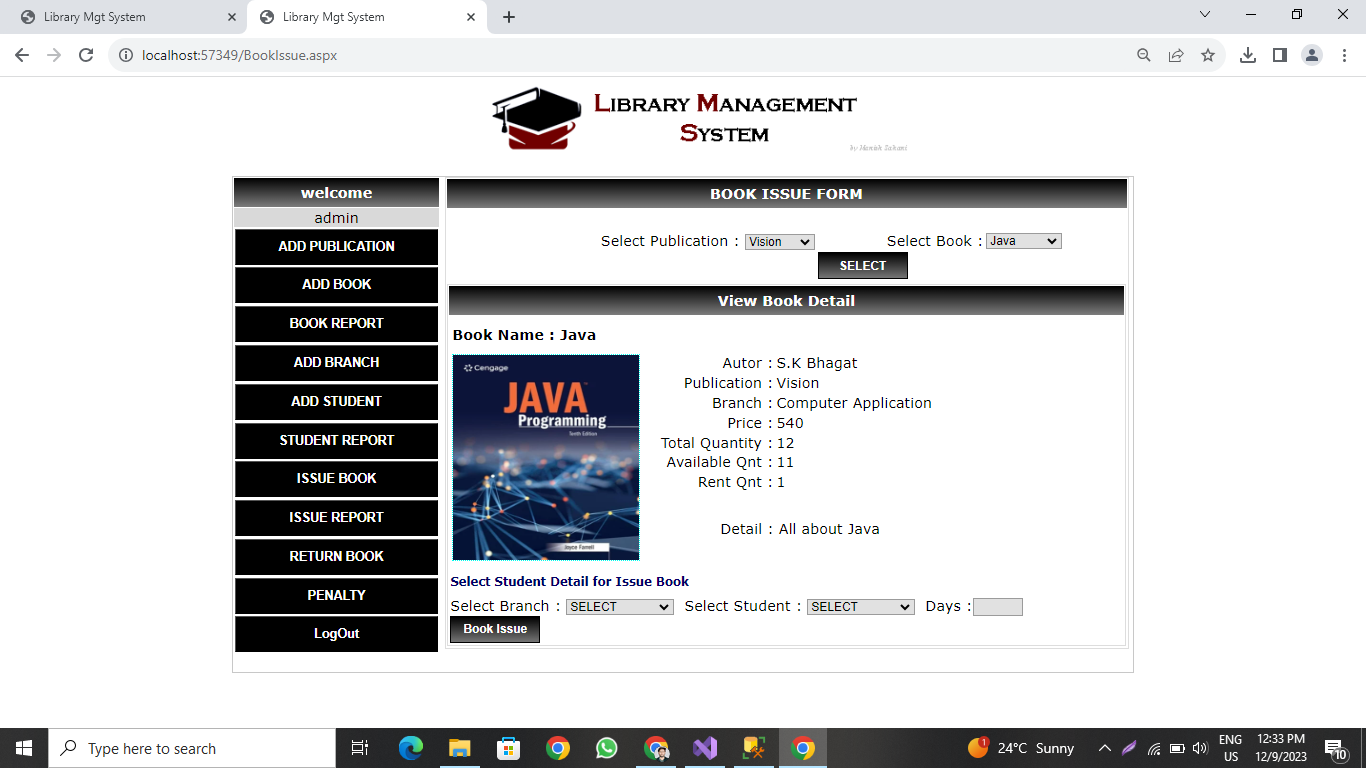 Library Mgt System
Library Mgt System
localhost:57349/BookIssue.aspx
LIBRARY MANAGEMENT
SYSTEM
welcome
admin
ADD PUBLICATION
ADD BOOK
BOOK REPORT
ADD BRANCH
ADD STUDENT
STUDENT REPORT
ISSUE BOOK
ISSUE REPORT
RETURN BOOK
PENALTY
LogOut
BOOK ISSUE FORM
Select Publication : Vision Select Book : Java
SELECT
View Book Detail
Book Name : Java
Cengage
JAVA
Programming
Tenth Edition
Joyce Farrell
Autor : S.K Bhagat
Publication : Vision
Branch : Computer Application
Price : 540
Total Quantity : 12
Available Qnt : 11
Rent Qnt : 1
Detail : All about Java
Select Student Detail for Issue Book
Select Branch : SELECT Select Student : SELECT Days :
Book Issue
Type here to search
1
24°C Sunny
ENG
US
12:33 PM
12/9/2023
10